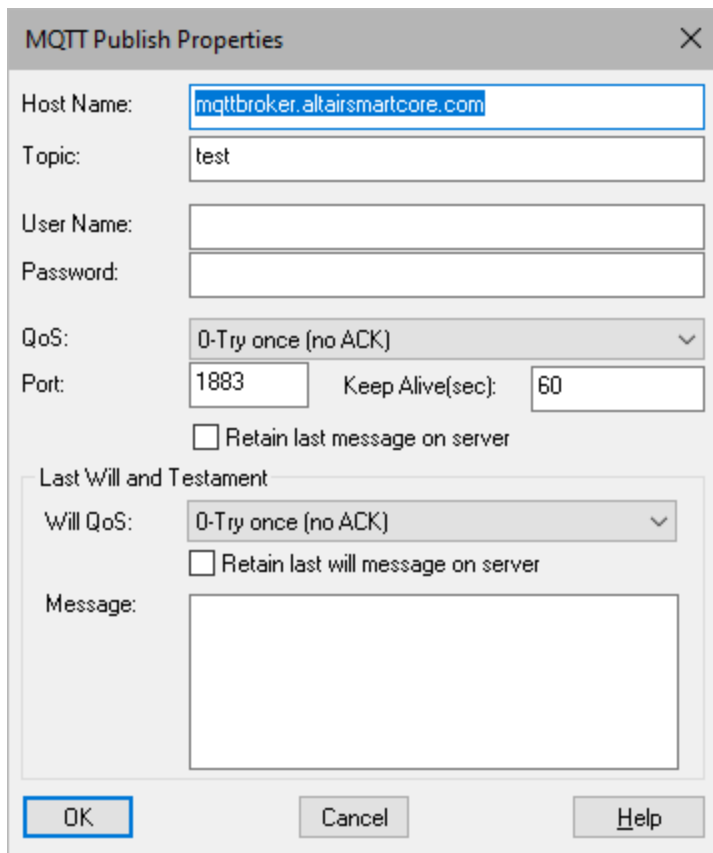 MQTT Publish Properties
Host Name: mqttbroker.altairsmartcore.com
Topic: test
User Name:
Password:
QoS: 0-Try once (no ACK)
Port: 1883 Keep Alive(sec): 60
Retain last message on server
Last Will and Testament
Will QoS: 0-Try once (no ACK)
Retain last will message on server
Message:
OK Cancel Help